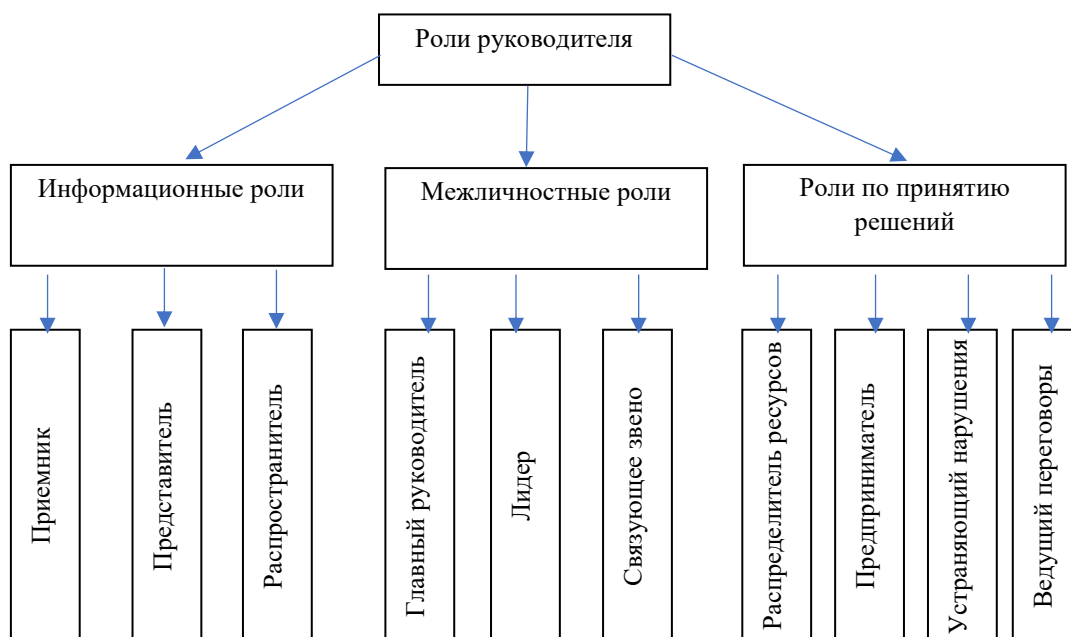 Роли руководителя
Информационные роли
Межличностные роли
Роли по принятию
решений
Приемник
Представитель
Распространитель
Главный руководитель
Лидер
Связующее звено
Распределитель ресурсов
Предприниматель
Устраняющий нарушения
Ведущий переговоры